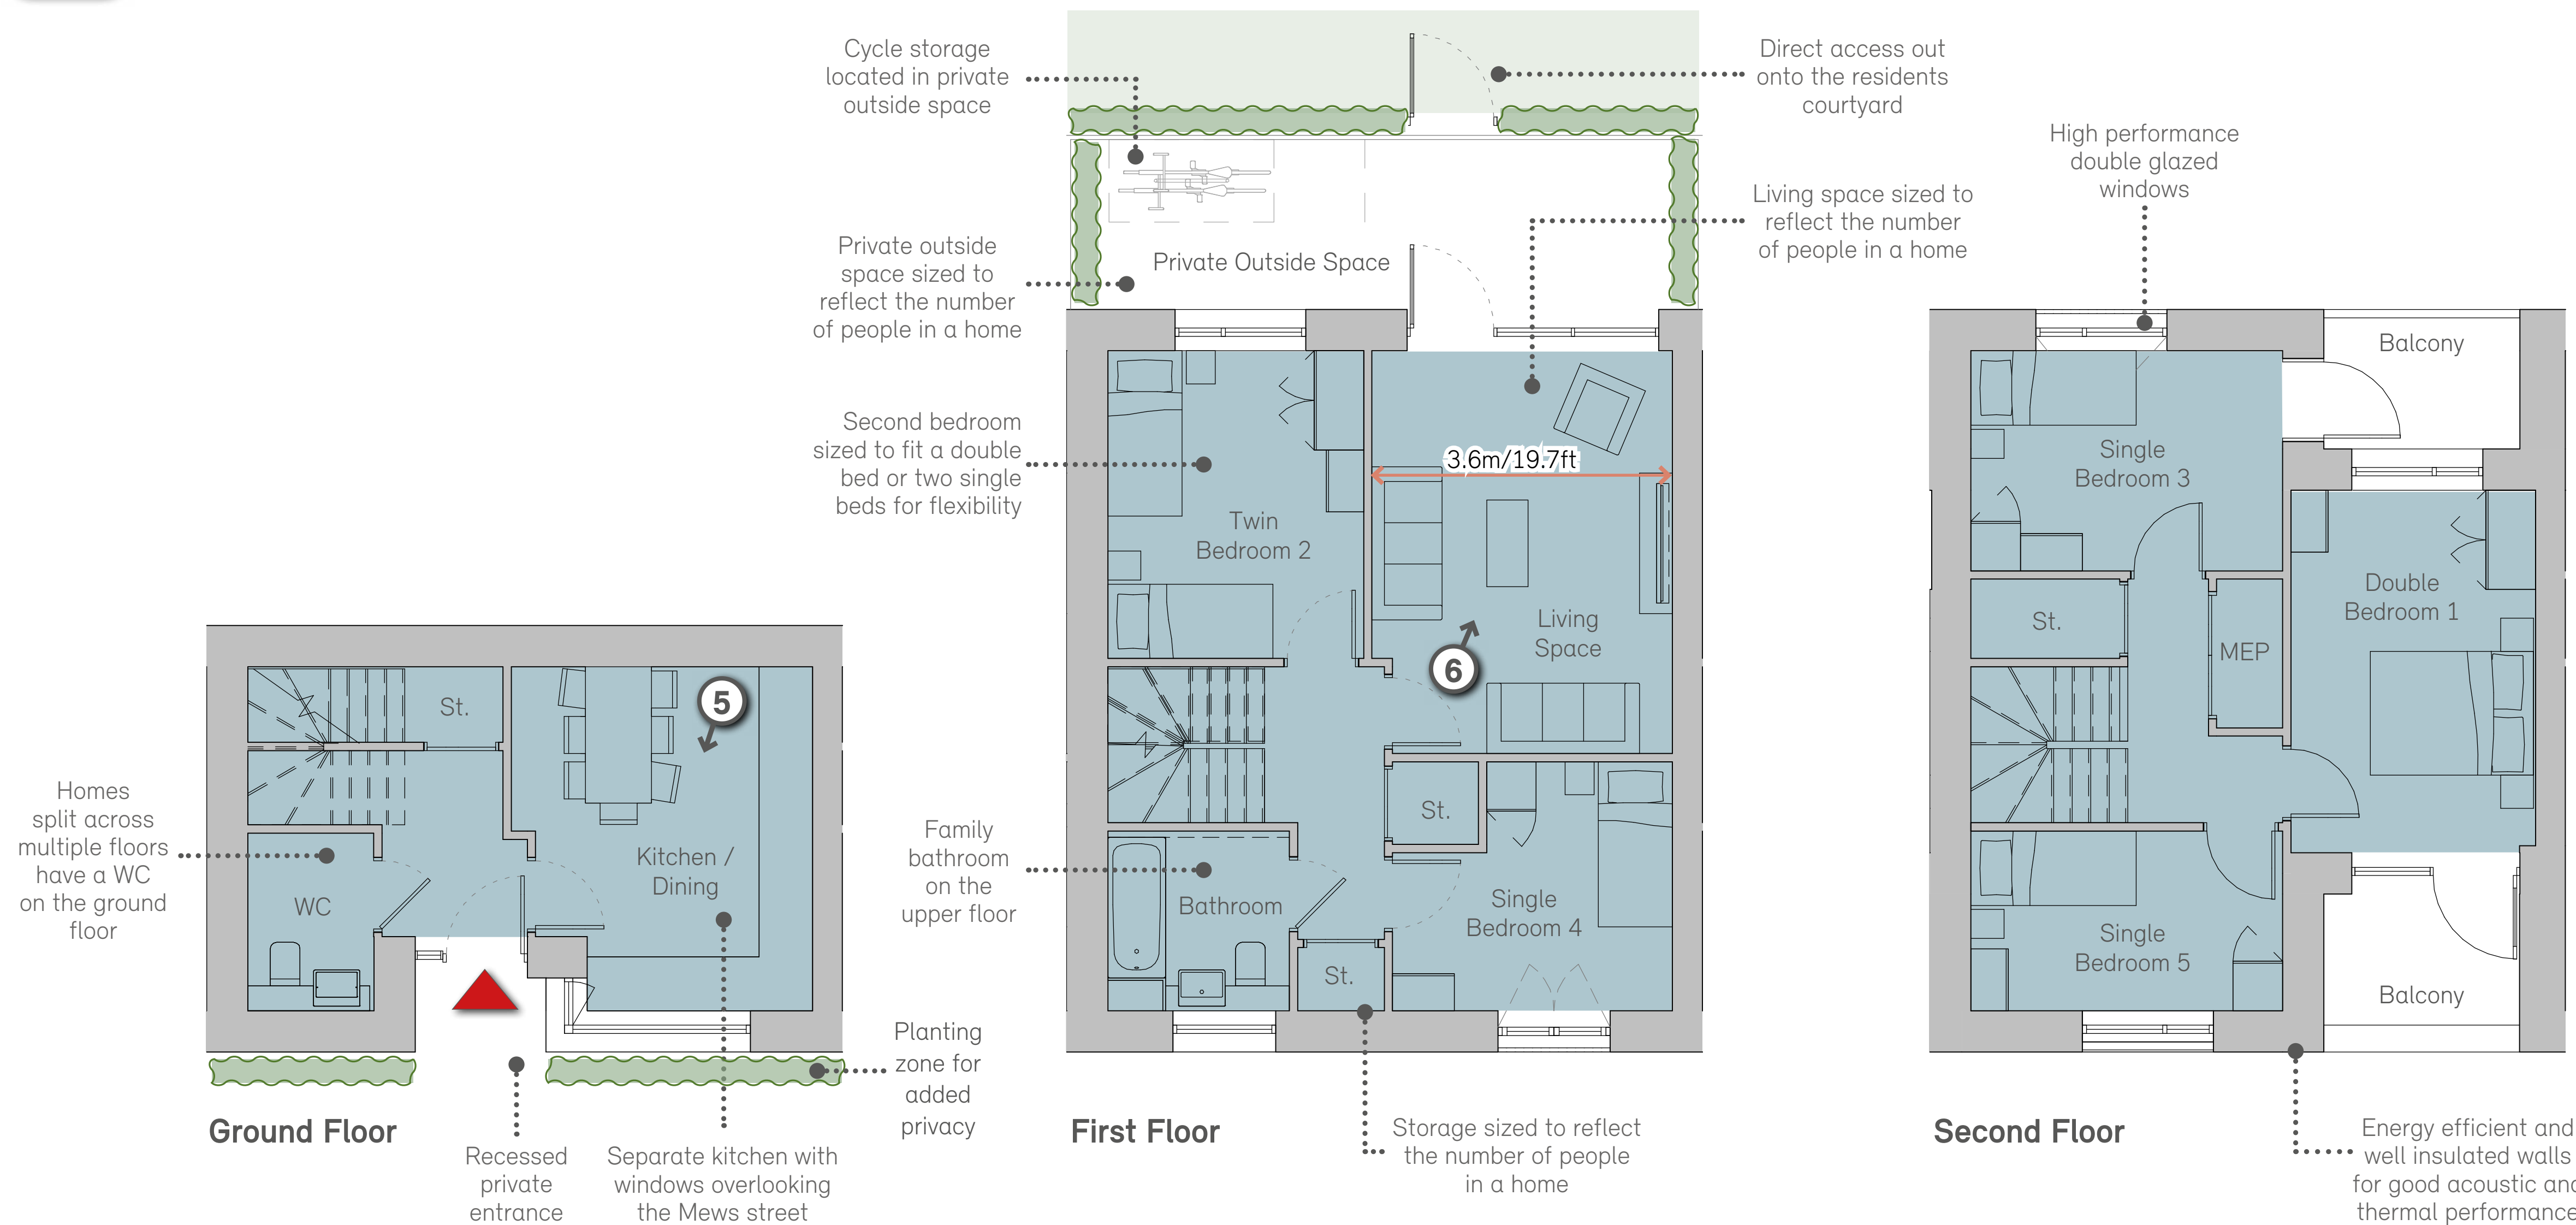 Cycle storage
located in private
outside space
Direct access out
onto the residents
courtyard
High performance
double glazed
windows
Living space sized to
reflect the number
of people in a home
Private outside
space sized to
reflect the number
of people in a home
Private Outside Space
Balcony
Second bedroom
sized to fit a double
bed or two single
beds for flexibility
3.6m/19.7ft
Single
Bedroom 3
Twin
Bedroom 2
Double
Bedroom 1
Living
Space
St.
MEP
6
5
St.
Homes
split across
multiple floors
have a WC
on the ground
floor
Kitchen /
Dining
WC
Family
bathroom
on the
upper floor
St.
Bathroom
Single
Bedroom 4
St.
Single
Bedroom 5
Balcony
Planting
zone for
added
privacy
Ground Floor
Recessed
private
entrance
Separate kitchen with
windows overlooking
the Mews street
First Floor
Storage sized to reflect
the number of people
in a home
Second Floor
Energy efficient and
well insulated walls
for good acoustic and
thermal performance